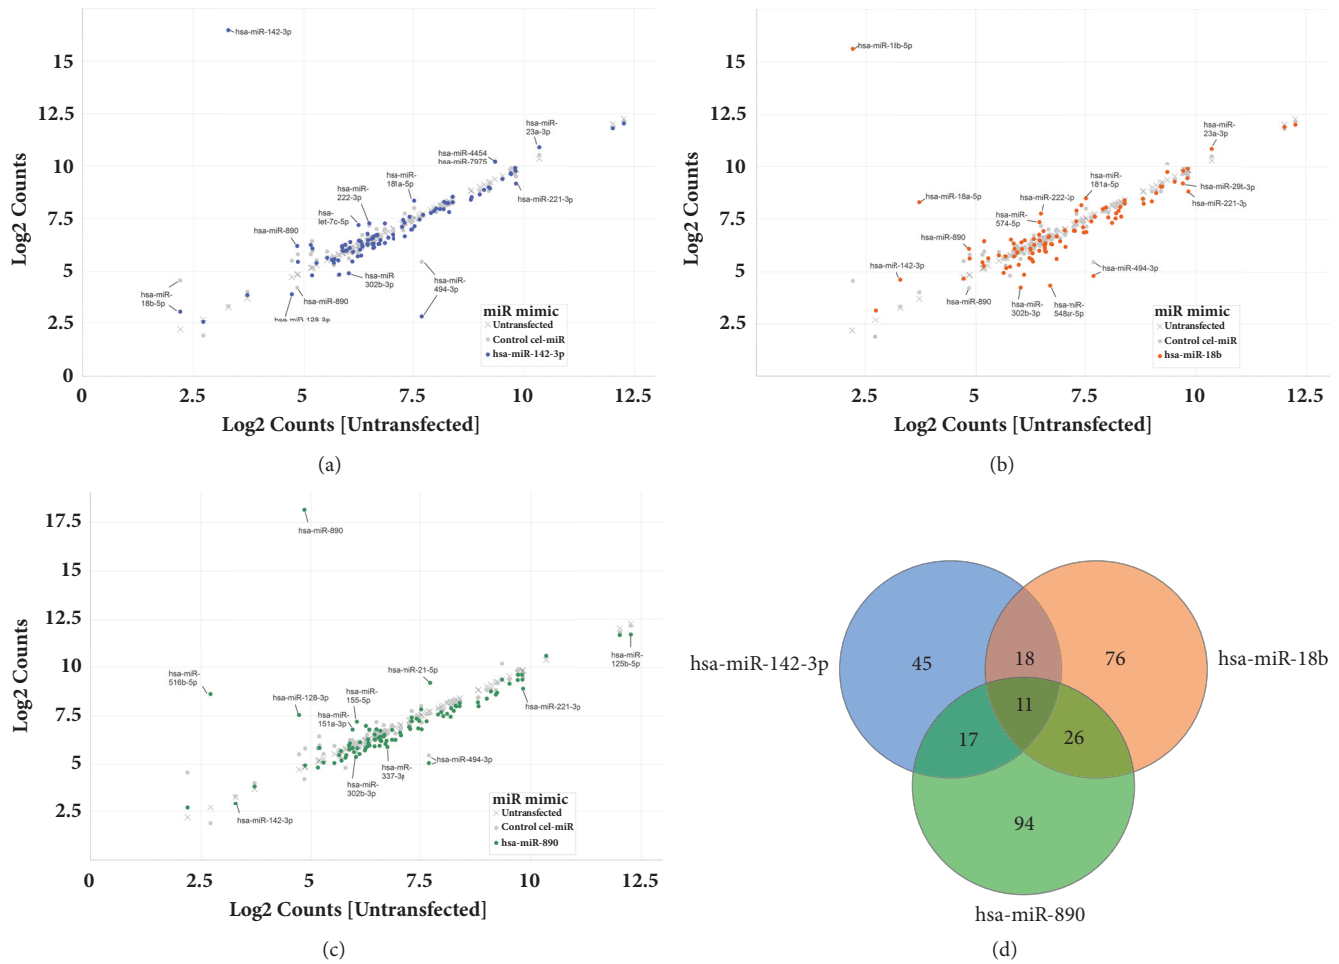 15
12.5
10
7.5
5
2.5
0
Log2 Counts
hsa-miR-142-3p
hsa-miR-
23a-3p
hsa-miR-4454
hsa-miR-7975
hsa-miR-
181a-5p
hsa-miR-
222-3p
hsa-
let-7c-5p
hsa-miR-221-3p
hsa-miR-890
hsa-miR-
18b-5p
hsa-miR-890
hsa-miR-128-3p
hsa-miR-
302b-3p
hsa-miR-
494-3p
miR mimic
Untransfected
Control cel-miR
hsa-miR-142-3p
0
2.5
5
7.5
10
12.5
Log2 Counts [Untransfected]
(a)
15
12.5
10
7.5
5
2.5
Log2 Counts
hsa-miR-18b-5p
hsa-miR-
23a-3p
hsa-miR-
181a-5p
hsa-miR-222-3p
hsa-miR-
574-5p
hsa-miR-29b-3p
hsa-miR-221-3p
hsa-miR-18a-5p
hsa-miR-890
hsa-miR-142-3p
hsa-miR-890
hsa-miR-494-3p
hsa-miR-
302b-3p
hsa-miR-
548ar-5p
miR mimic
Untransfected
Control cel-miR
hsa-miR-18b
0
2.5
5
7.5
10
12.5
Log2 Counts [Untransfected]
(b)
17.5
15
12.5
10
7.5
5
2.5
Log2 Counts
hsa-miR-890
hsa-miR-
125b-5p
hsa-miR-
516b-5p
hsa-miR-21-5p
hsa-miR-128-3p
hsa-miR-
155-5p
hsa-miR-
151a-3p
hsa-miR-221-3p
hsa-miR-494-3p
hsa-miR-
337-3p
hsa-miR-
302b-3p
hsa-miR-142-3p
miR mimic
Untransfected
Control cel-miR
hsa-miR-890
0
2.5
5
7.5
10
12.5
Log2 Counts [Untransfected]
(c)
hsa-miR-142-3p
45
18
76
hsa-miR-18b
11
17
26
94
hsa-miR-890
(d)